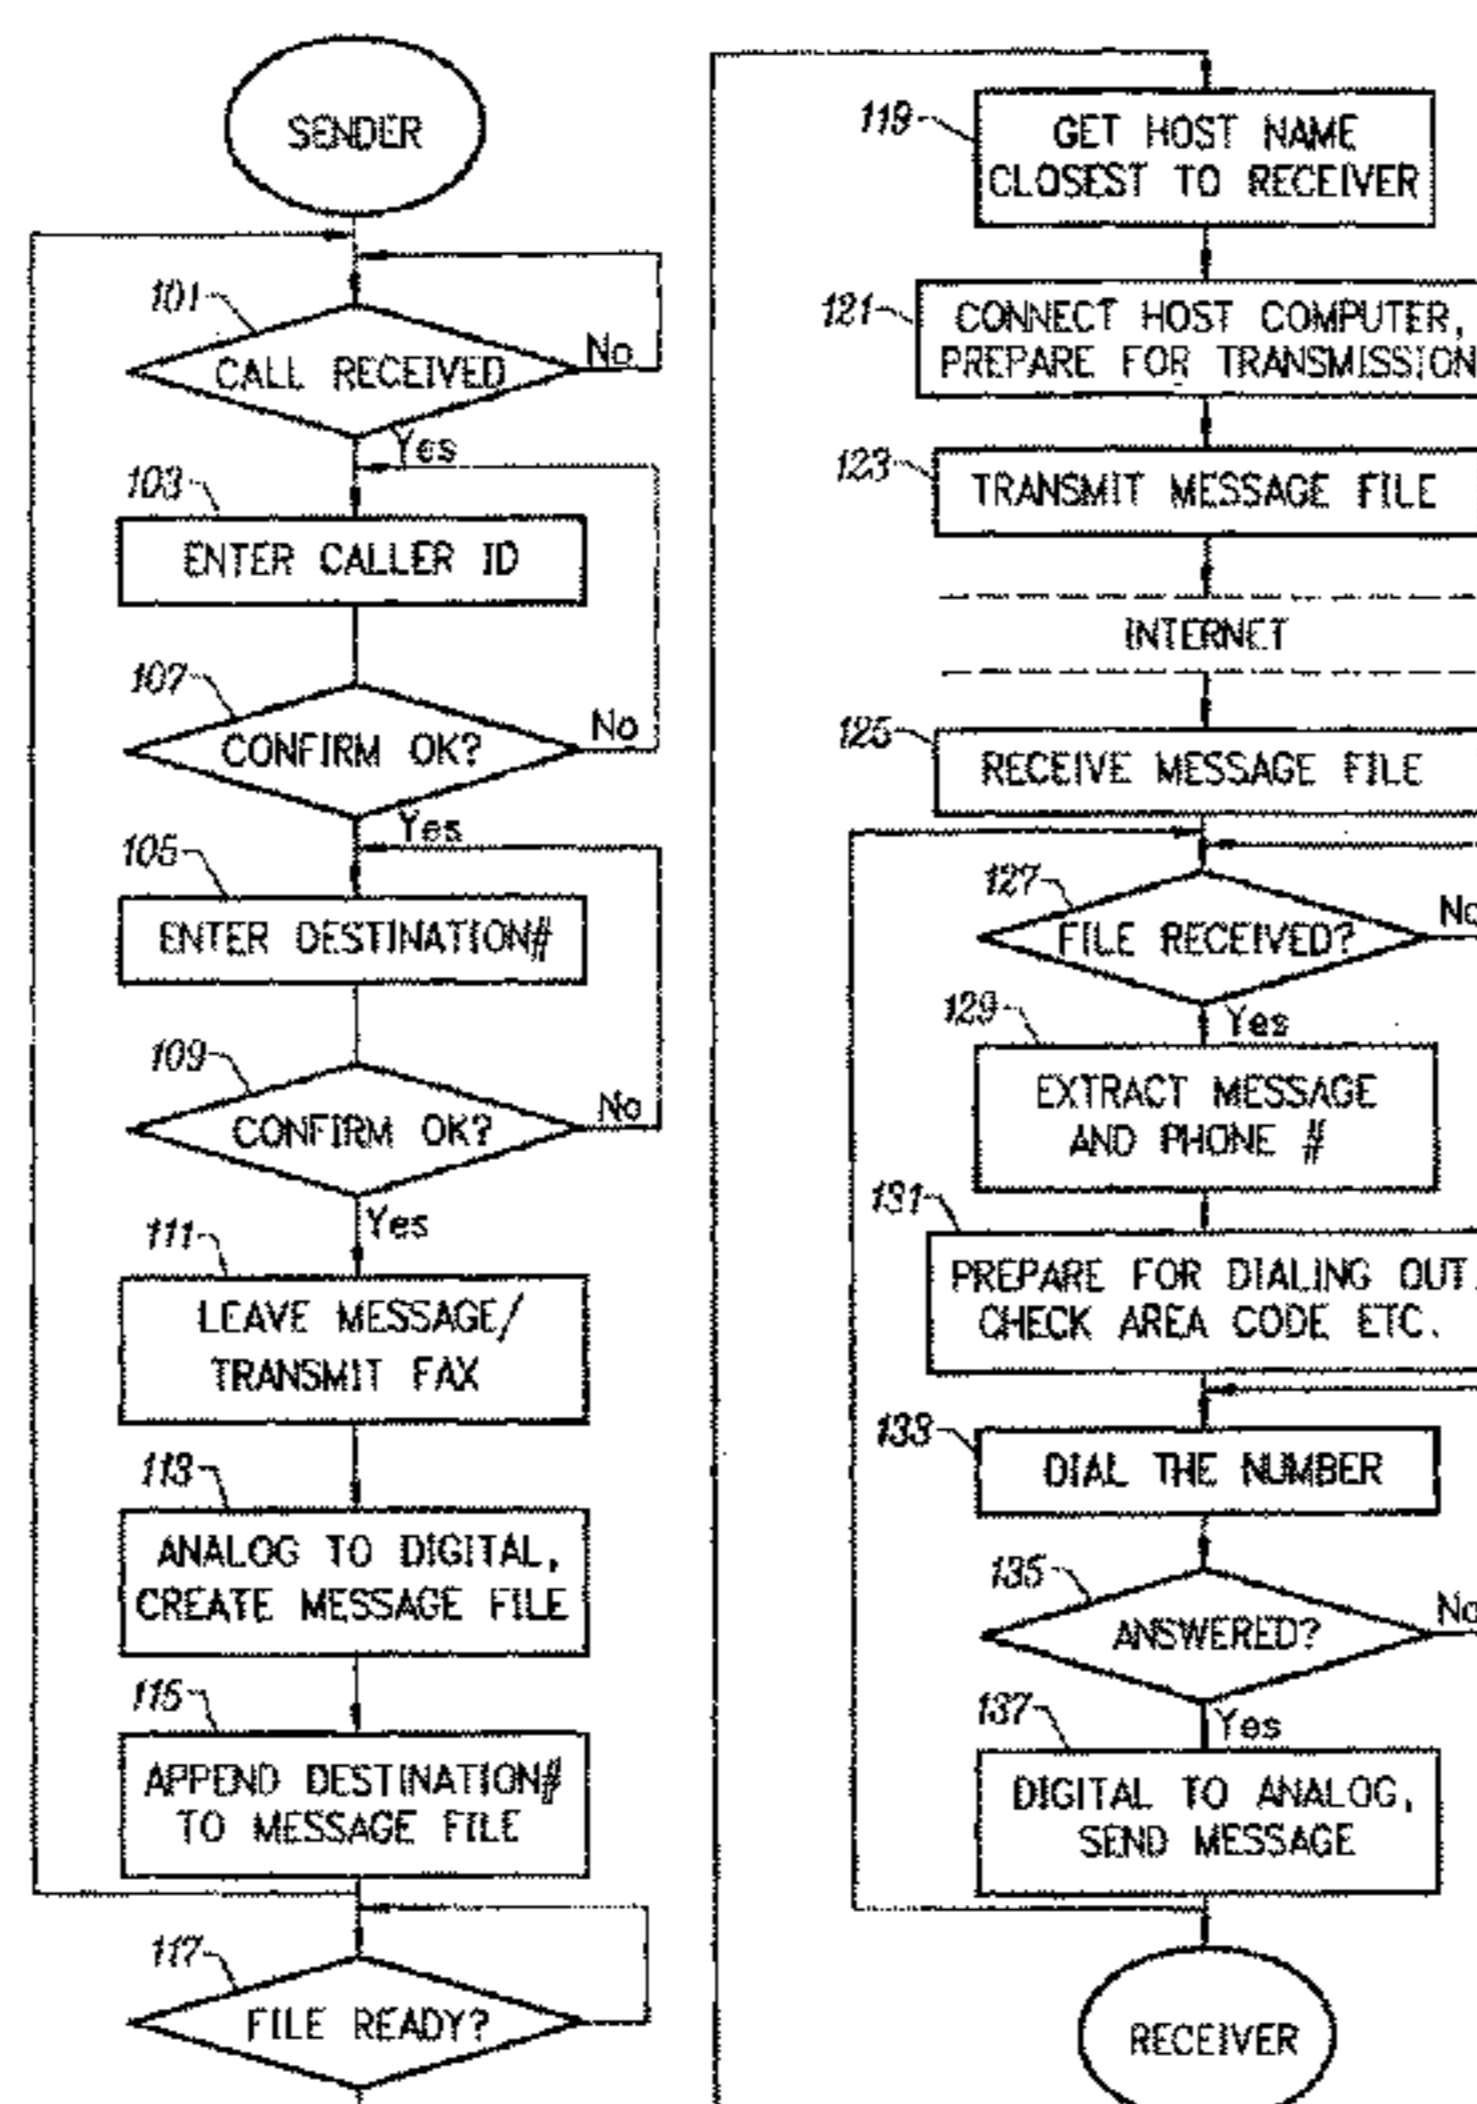 SENDER
101
CALL RECEIVED
No
Yes
103
ENTER CALLER ID
107
CONFIRM OK?
No
Yes
105
ENTER DESTINATION#
109
CONFIRM OK?
No
Yes
111
LEAVE MESSAGE/
TRANSMIT FAX
113
ANALOG TO DIGITAL,
CREATE MESSAGE FILE
115
APPEND DESTINATION#
TO MESSAGE FILE
117
FILE READY?
119
GET HOST NAME
CLOSEST TO RECEIVER
121
CONNECT HOST COMPUTER,
PREPARE FOR TRANSMISSION
123
TRANSMIT MESSAGE FILE
INTERNET
125
RECEIVE MESSAGE FILE
127
FILE RECEIVED?
No
Yes
129
EXTRACT MESSAGE
AND PHONE #
131
PREPARE FOR DIALING OUT.
CHECK AREA CODE ETC.
133
DIAL THE NUMBER
135
ANSWERED?
No
Yes
137
DIGITAL TO ANALOG,
SEND MESSAGE
RECEIVER